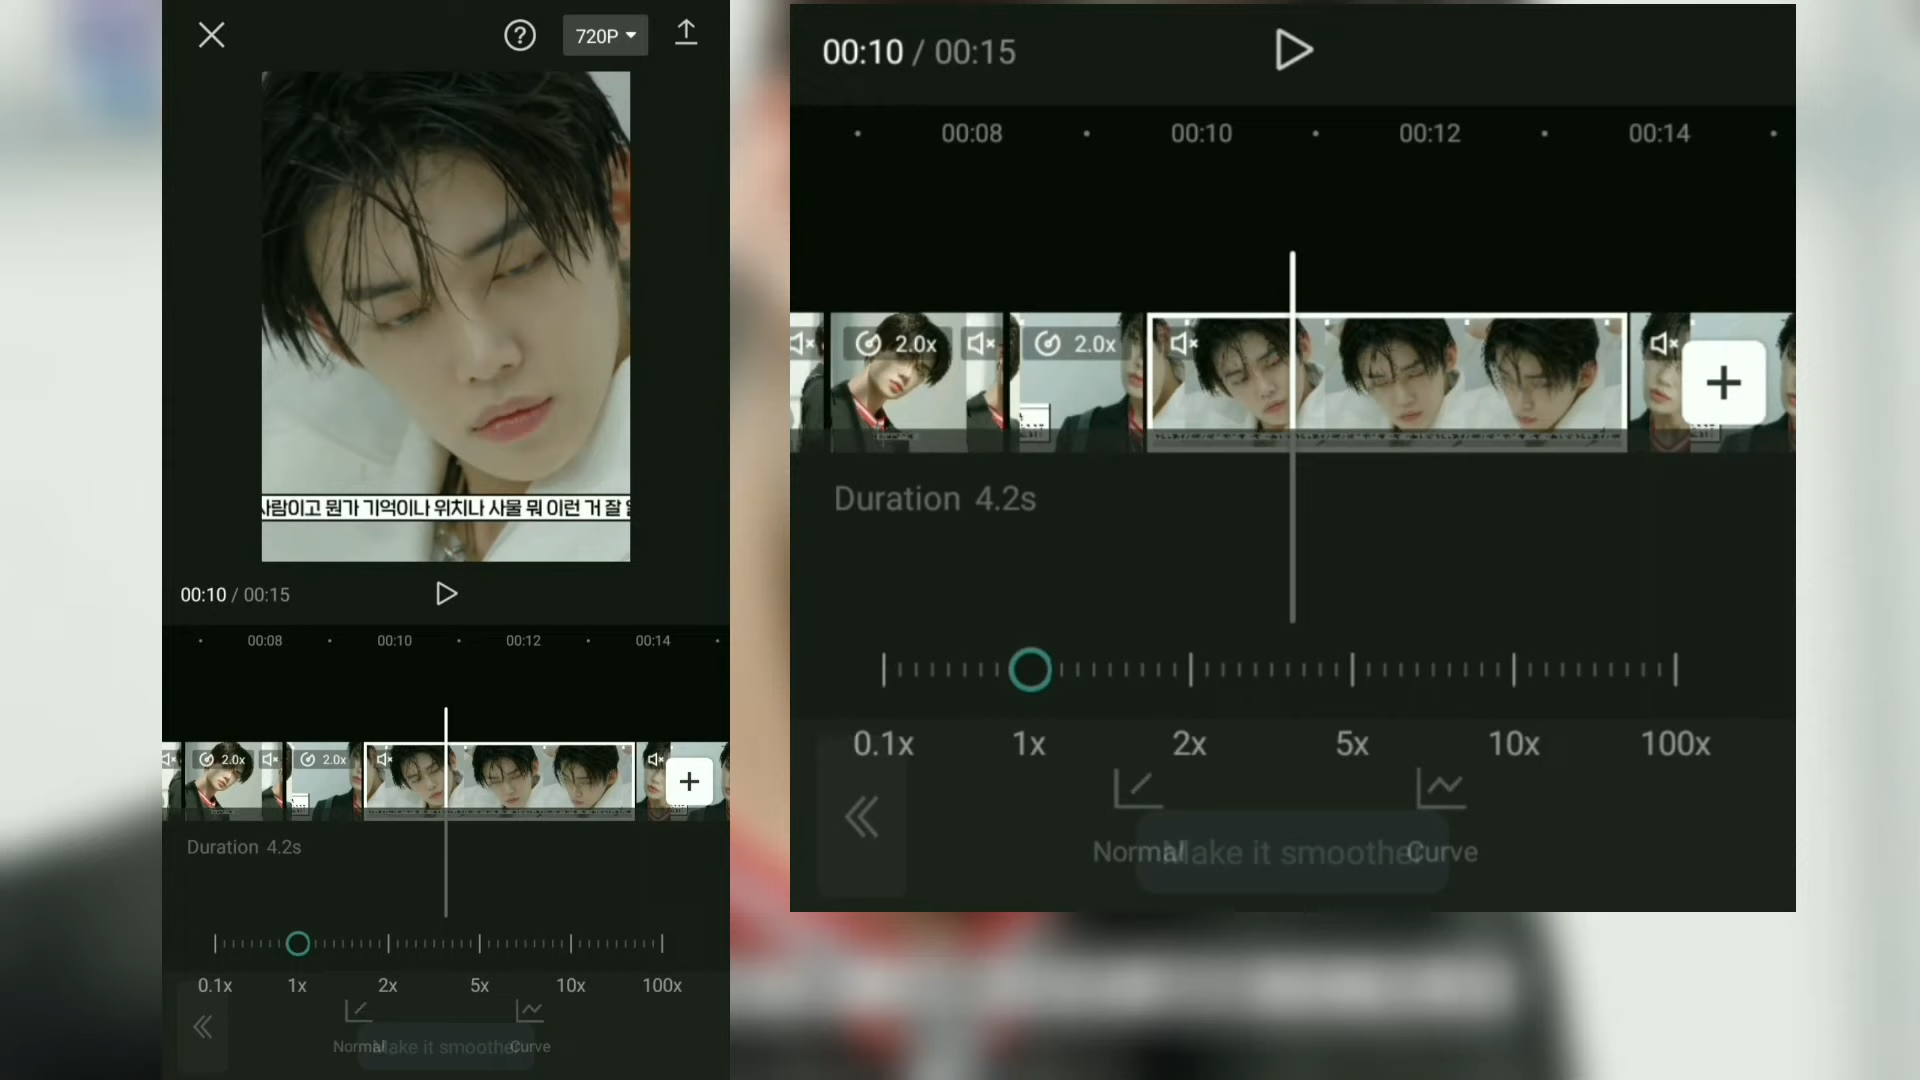 720P
사람이고 뭔가 기억이나 위치나 사물 뭐 이런 거 잘
00:10 / 00:15
00:08 00:10 00:12 00:14
2.0x 2.0x
Duration 4.2s
0.1x 1x 2x 5x 10x 100x
Normal Make it smoother Curve
00:10 / 00:15
00:08 00:10 00:12 00:14
2.0x 2.0x
Duration 4.2s
0.1x 1x 2x 5x 10x 100x
Normal Make it smoother Curve